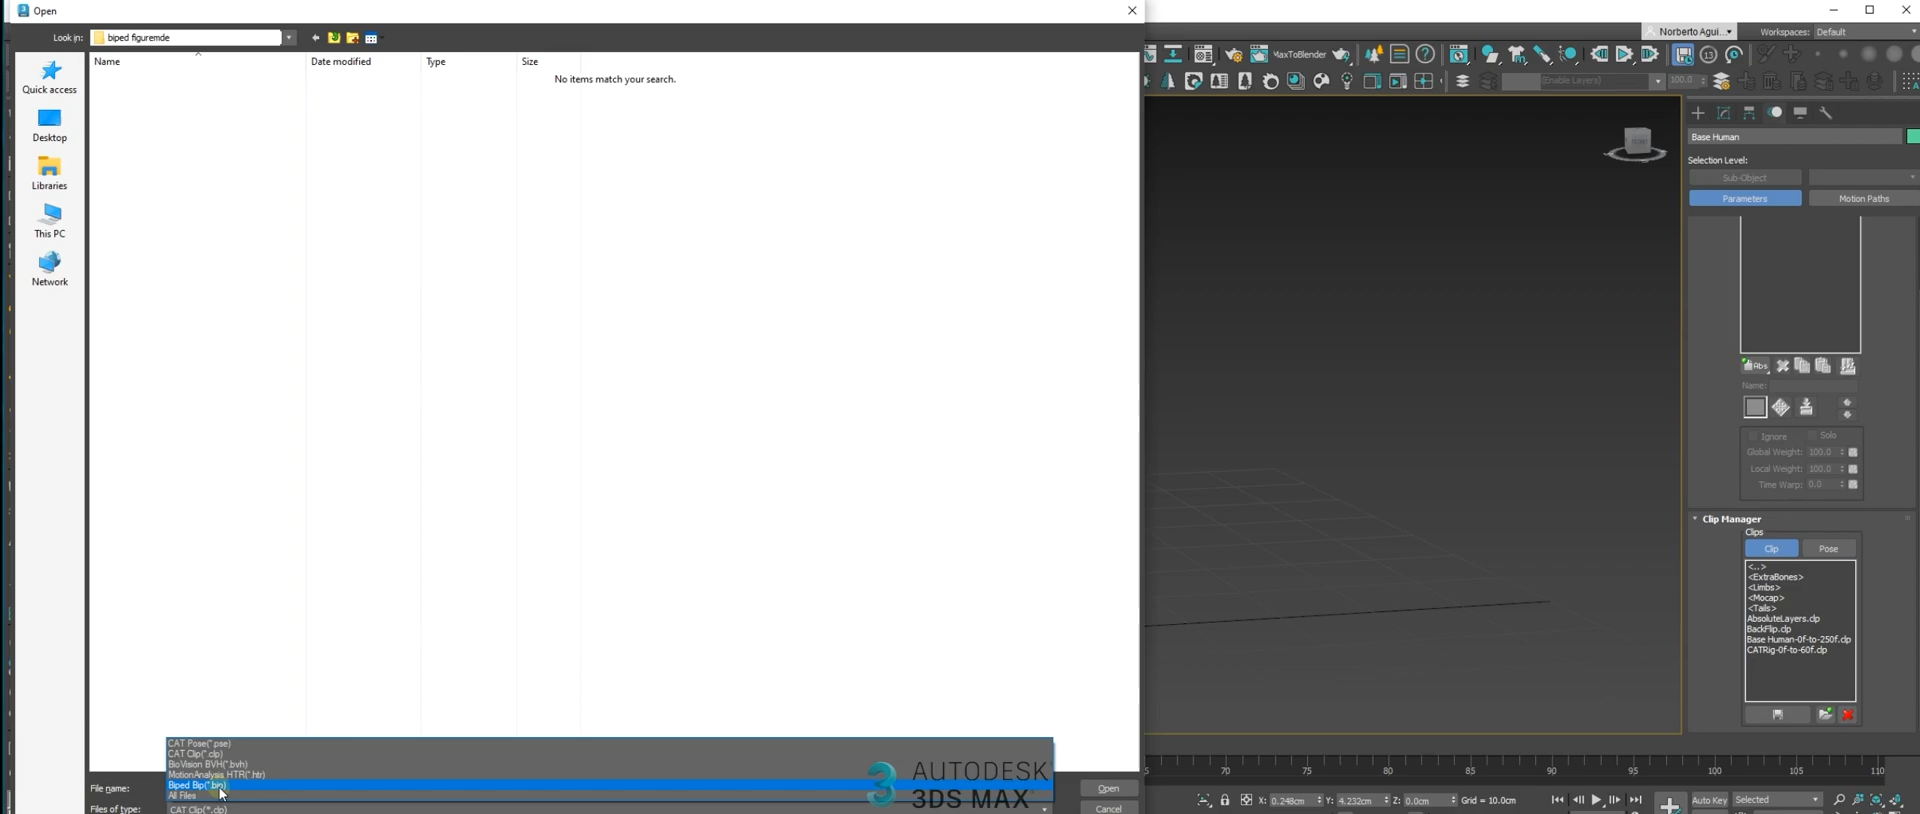 Open
Look in: biped figuremde
Name Date modified Type Size
No items match your search.
Quick access
Desktop
Libraries
This PC
Network
CAT Pose(*.pse)
CAT Clip(*.clp)
BioVision BVH(*.bvh)
MotionAnalysis HTR(*.htr)
Biped Bip(*.bip)
All Files
File name:
Open
Files of type: CAT Clip(*.clp)
Cancel
AUTODESK
3DS MAX
Norberto Agui...
Workspaces: Default
MaxToBlender
13
(Enable Layers)
100.0
Base Human
Selection Level:
Sub-Object
Parameters Motion Paths
Abs
Name:
Ignore Solo
Global Weight: 100.0
Local Weight: 100.0
Time Warp: 0.0
Clip Manager
Clips
Clip Pose
<..>
<ExtraBones>
<Limbs>
<Mocap>
<Tails>
AbsoluteLayers.clp
BackFlip.clp
Base Human-0f-to-250f.clp
CATRig-0f-to-60f.clp
70 75 80 85 90 95 100 105 110
X: 0.248cm Y: 4.232cm Z: 0.0cm Grid = 10.0cm
Auto Key Selected